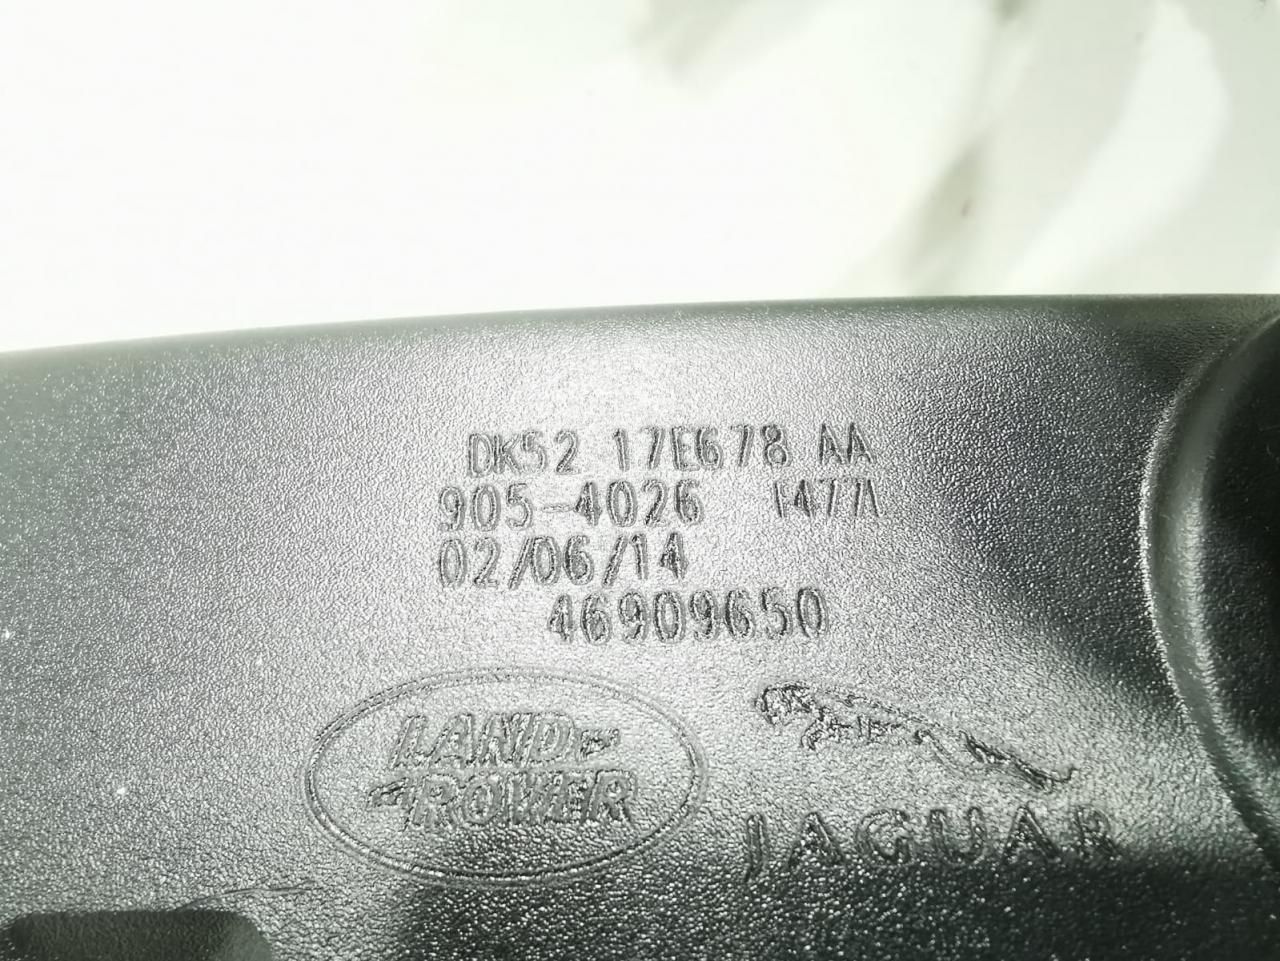 DK52 17E678 AA
905-4026 1477\
02/06/14
46909650
LAND
ROVER
JAGUAR